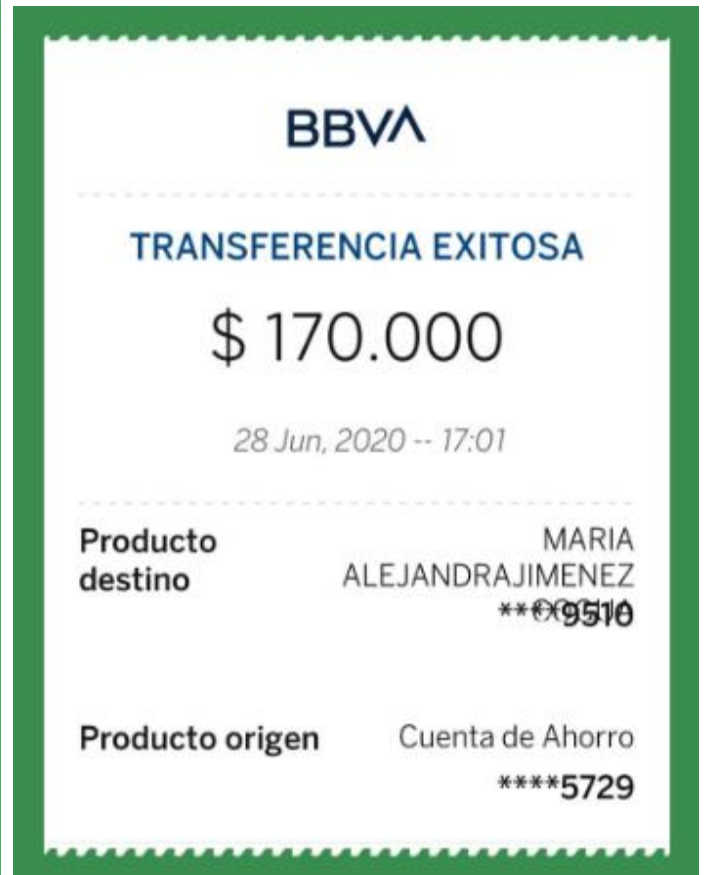 BBVA
TRANSFERENCIA EXITOSA
$ 170.000
28 Jun, 2020 -- 17:01
Producto destino
MARIA
ALEJANDRAJIMENEZ
****9510
Producto origen
Cuenta de Ahorro
****5729